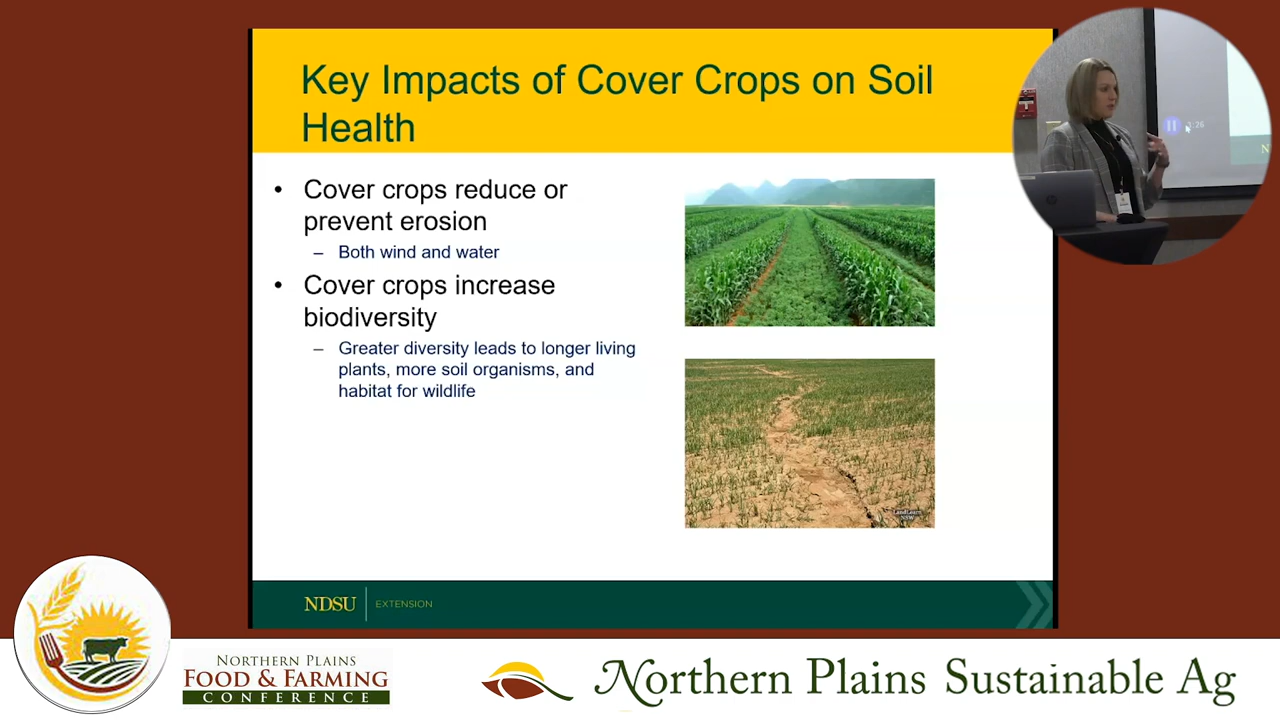 Key Impacts of Cover Crops on Soil
Health
• Cover crops reduce or
prevent erosion
– Both wind and water
• Cover crops increase
biodiversity
– Greater diversity leads to longer living
plants, more soil organisms, and
habitat for wildlife
LandLearn
NSW
NDSU EXTENSION
NORTHERN PLAINS
FOOD & FARMING
CONFERENCE
Northern Plains Sustainable Ag